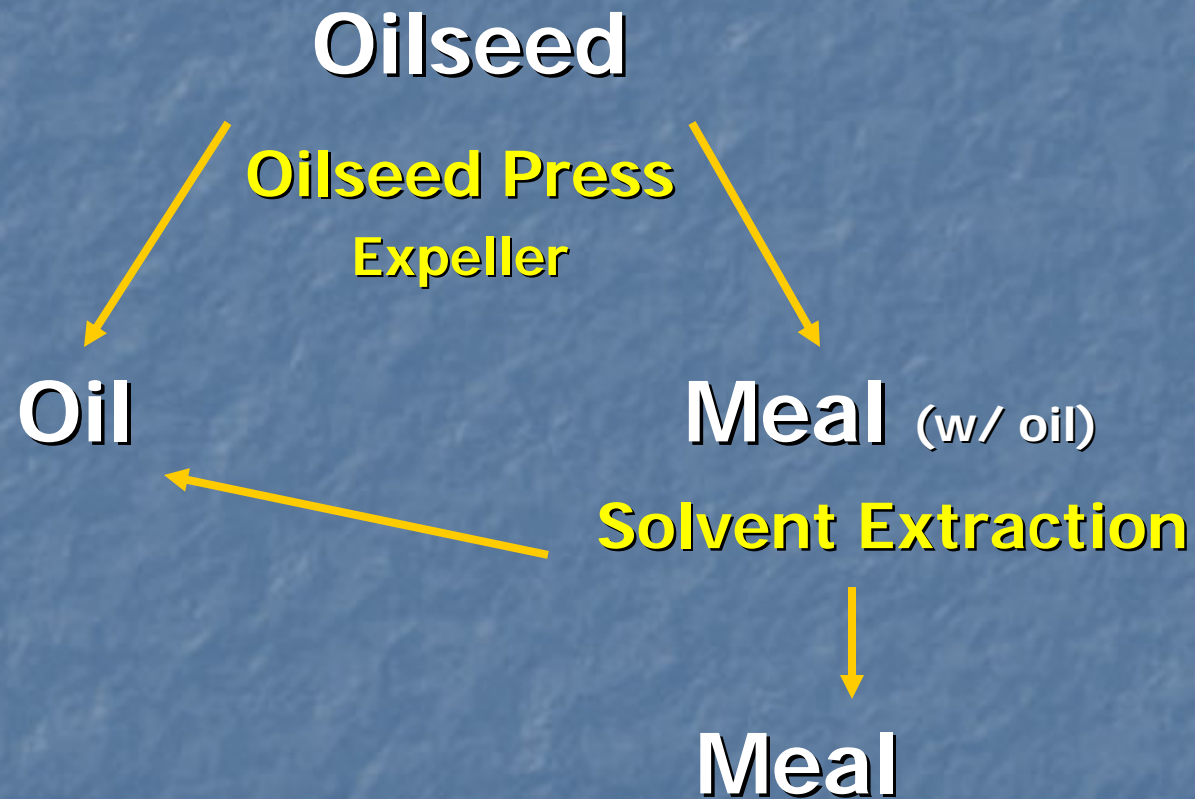 Oilseed
Oilseed Press
Expeller
Oil
Meal (w/ oil)
Solvent Extraction
Meal